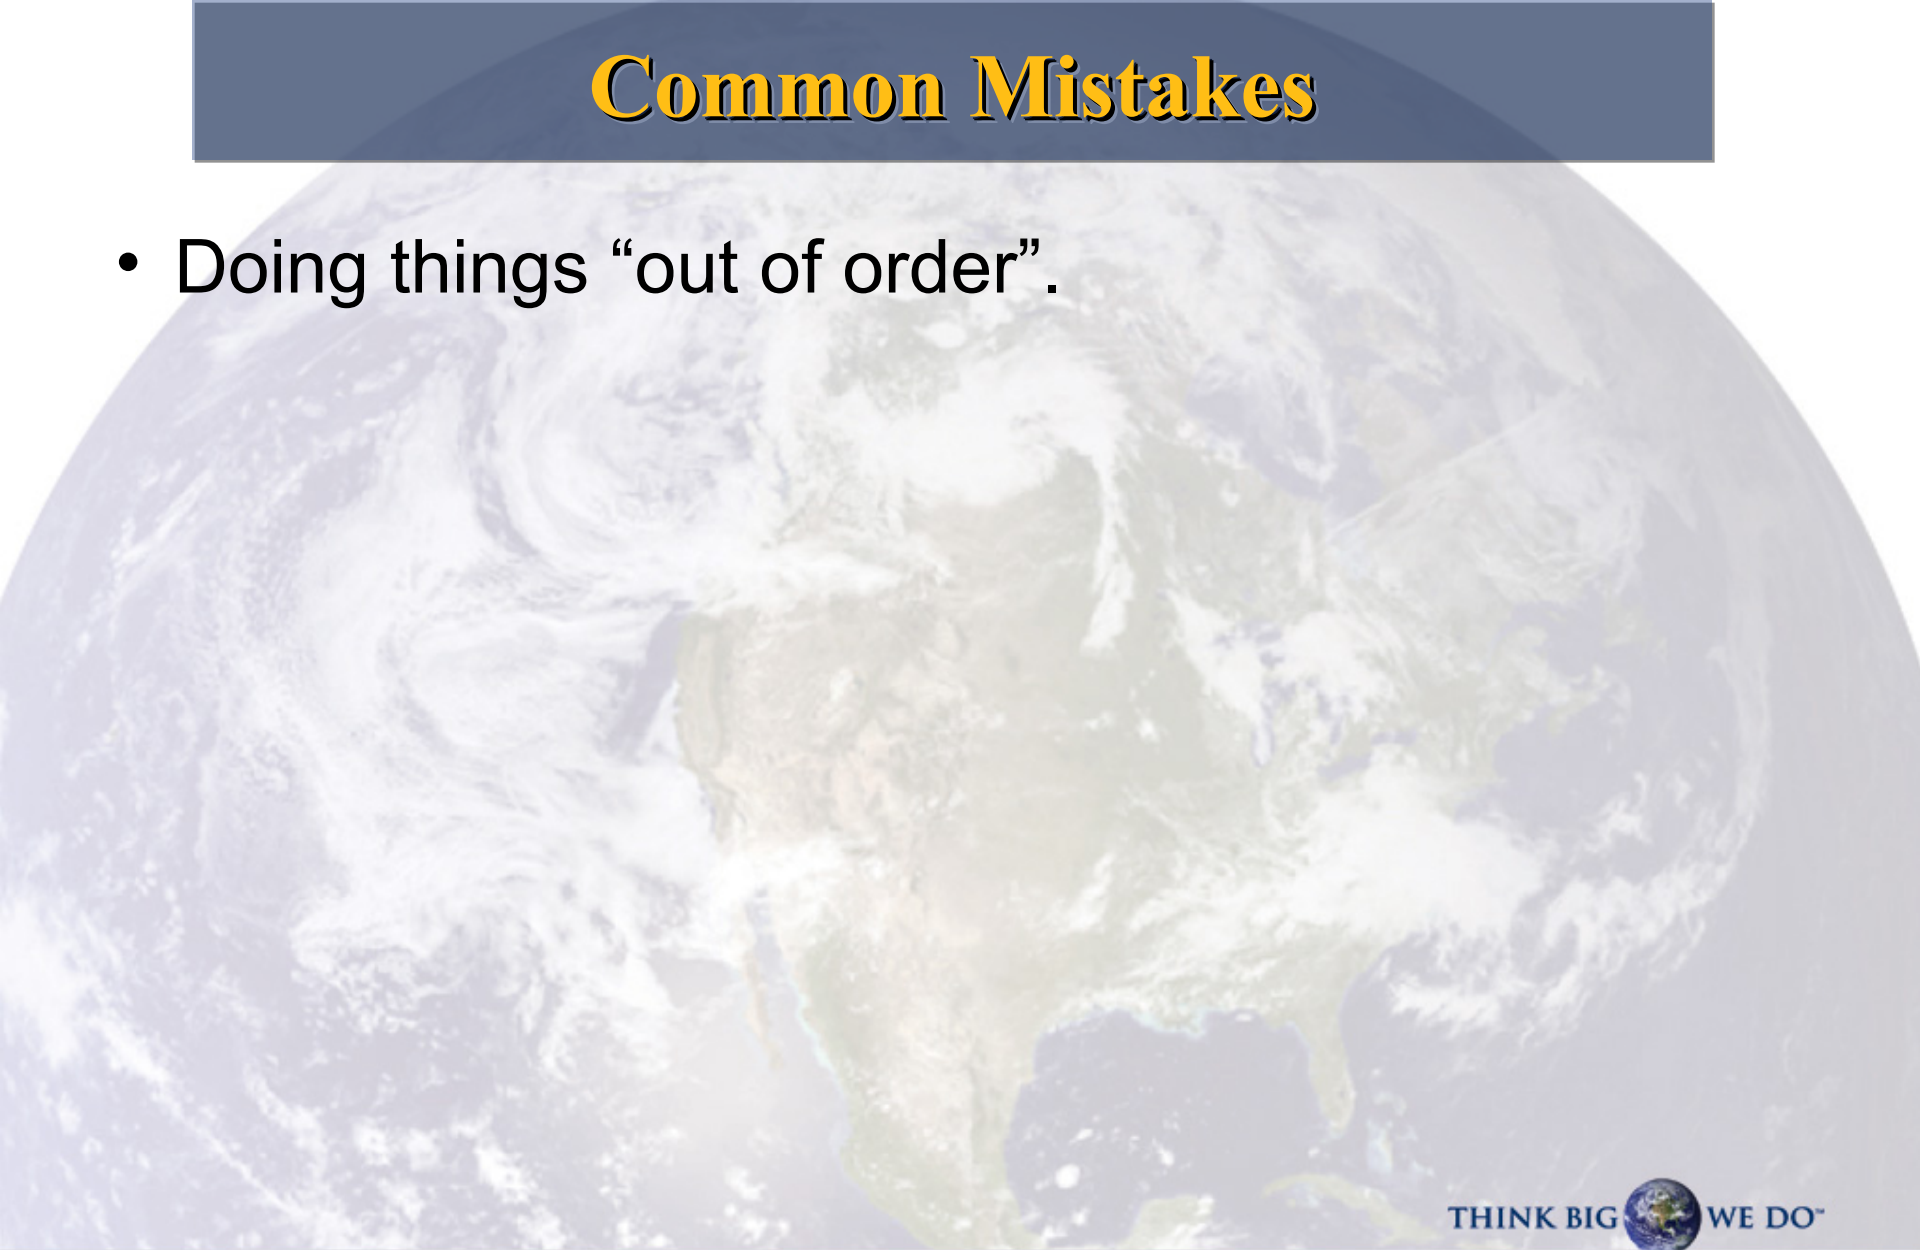 Common Mistakes
• Doing things “out of order”.
THINK BIG WE DO™